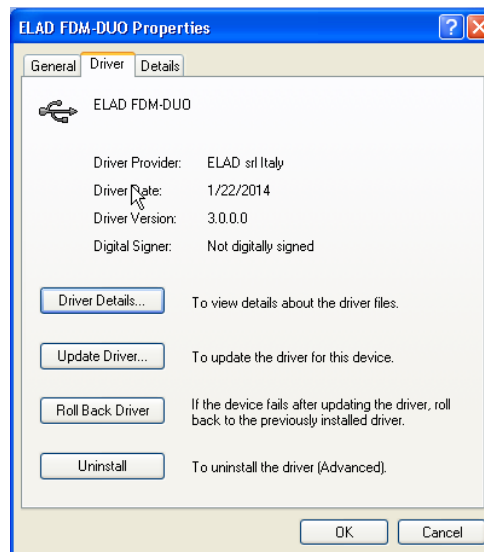 ELAD FDM-DUO Properties
General Driver Details
ELAD FDM-DUO
Driver Provider: ELAD srl Italy
Driver Date: 1/22/2014
Driver Version: 3.0.0.0
Digital Signer: Not digitally signed
Driver Details... To view details about the driver files.
Update Driver... To update the driver for this device.
Roll Back Driver If the device fails after updating the driver, roll
back to the previously installed driver.
Uninstall To uninstall the driver (Advanced).
OK Cancel